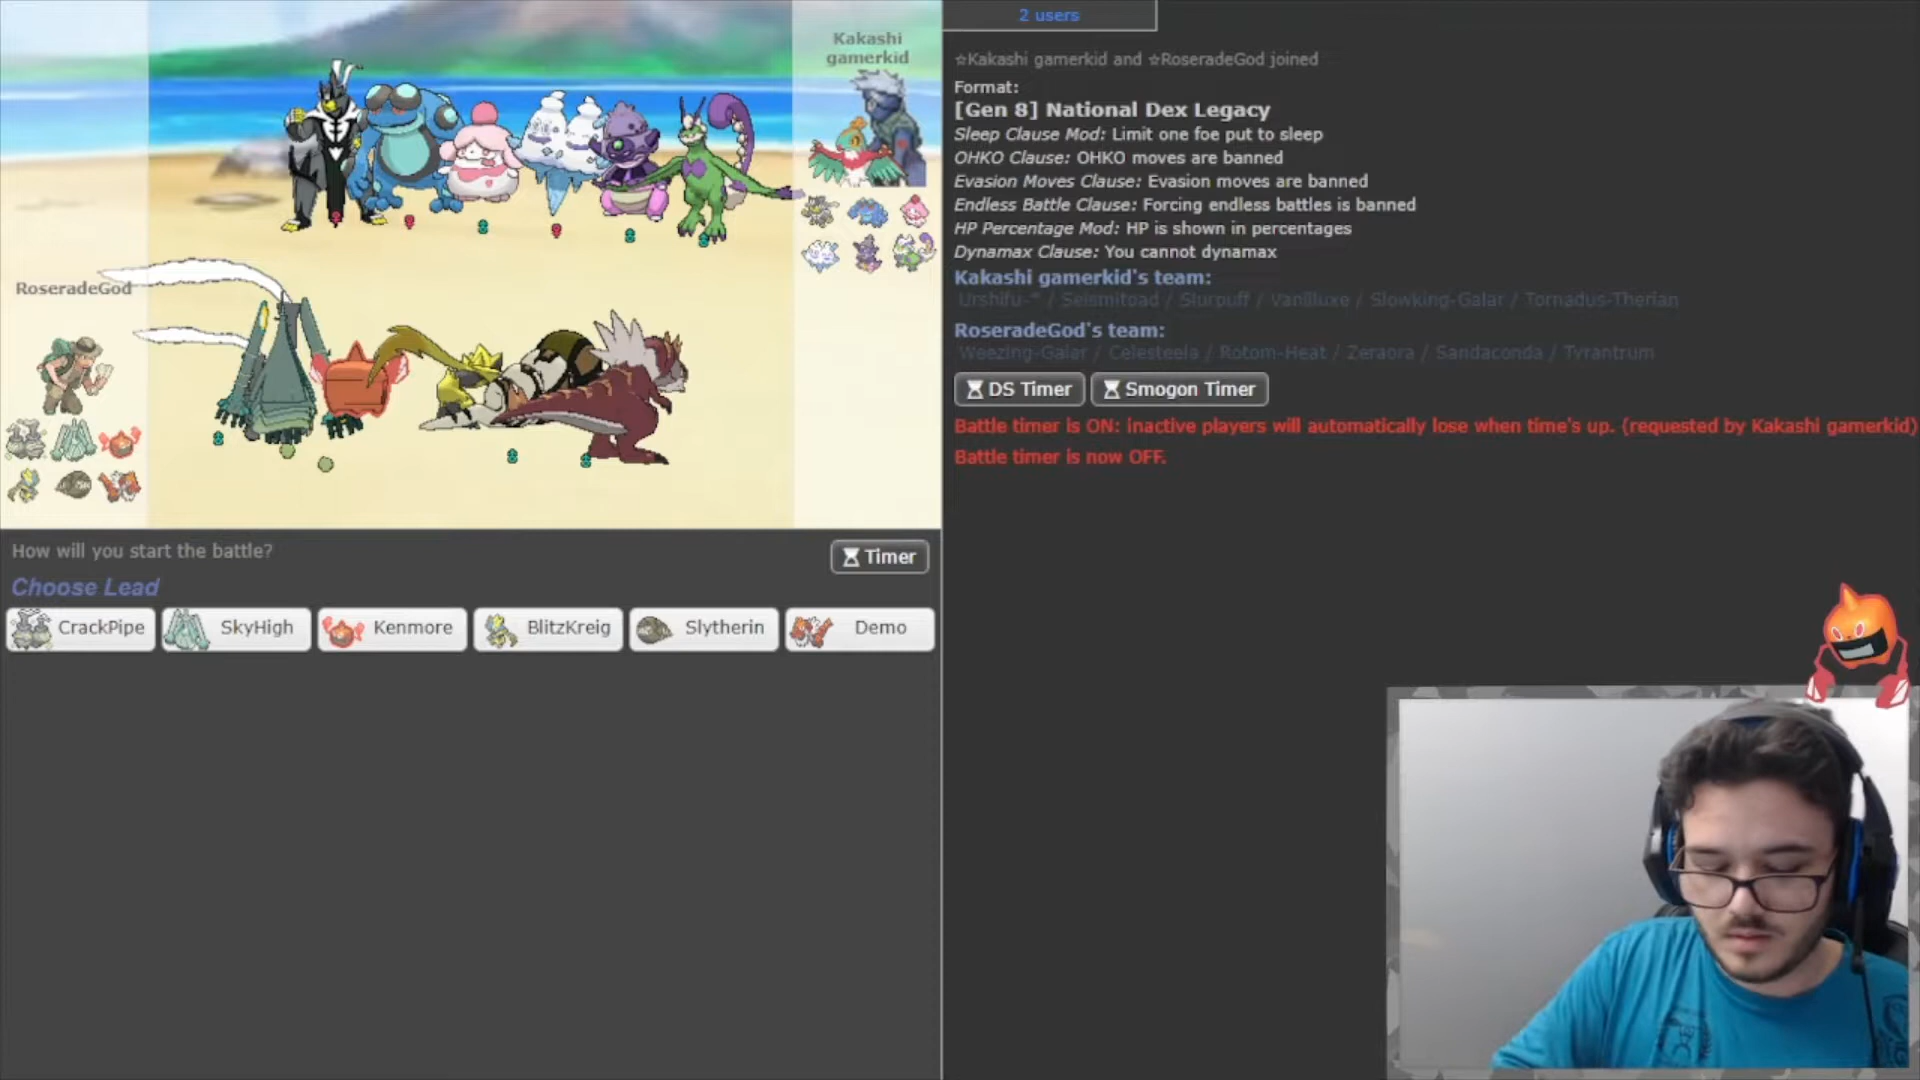 Kakashi
gamerkid
RoseradeGod
How will you start the battle?
Timer
Choose Lead
CrackPipe
SkyHigh
Kenmore
BlitzKreig
Slytherin
Demo
2 users
☆Kakashi gamerkid and ☆RoseradeGod joined
Format:
[Gen 8] National Dex Legacy
Sleep Clause Mod: Limit one foe put to sleep
OHKO Clause: OHKO moves are banned
Evasion Moves Clause: Evasion moves are banned
Endless Battle Clause: Forcing endless battles is banned
HP Percentage Mod: HP is shown in percentages
Dynamax Clause: You cannot dynamax
Kakashi gamerkid's team:
Urshifu-* / Seismitoad / Slurpuff / Vanilluxe / Slowking-Galar / Tornadus-Therian
RoseradeGod's team:
Weezing-Galar / Celesteela / Rotom-Heat / Zeraora / Sandaconda / Tyrantrum
DS Timer
Smogon Timer
Battle timer is ON: inactive players will automatically lose when time's up. (requested by Kakashi gamerkid)
Battle timer is now OFF.